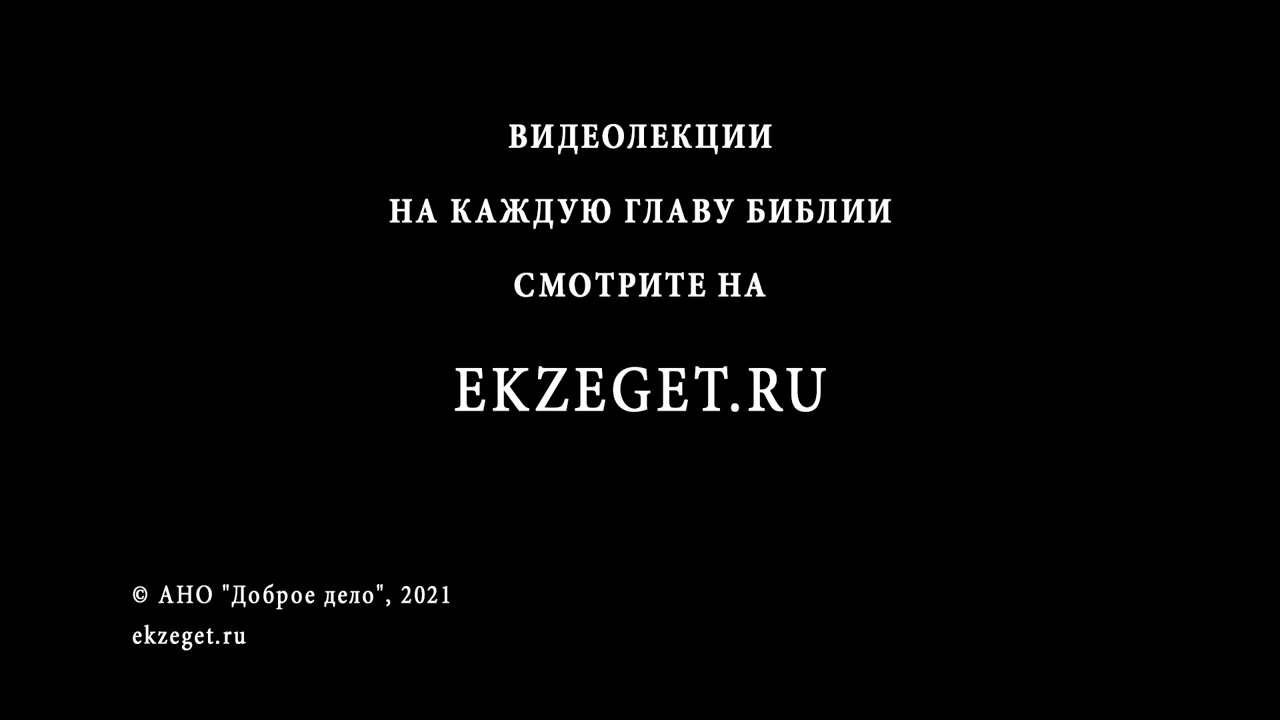 ВИДЕОЛЕКЦИИ
НА КАЖДУЮ ГЛАВУ БИБЛИИ
СМОТРИТЕ НА
EKZEGET.RU
© АНО "Доброе дело", 2021
ekzeget.ru